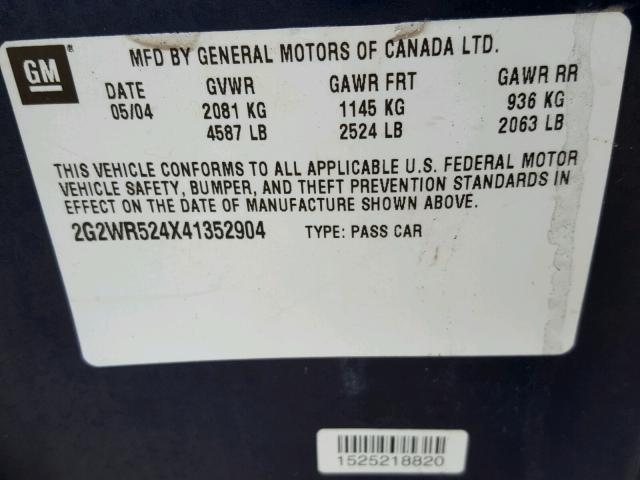 GM
MFD BY GENERAL MOTORS OF CANADA LTD.
DATE GVWR GAWR FRT GAWR RR
05/04 2081 KG 1145 KG 936 KG
4587 LB 2524 LB 2063 LB
THIS VEHICLE CONFORMS TO ALL APPLICABLE U.S. FEDERAL MOTOR
VEHICLE SAFETY, BUMPER, AND THEFT PREVENTION STANDARDS IN
EFFECT ON THE DATE OF MANUFACTURE SHOWN ABOVE.
2G2WR524X41352904 TYPE: PASS CAR
1525218820